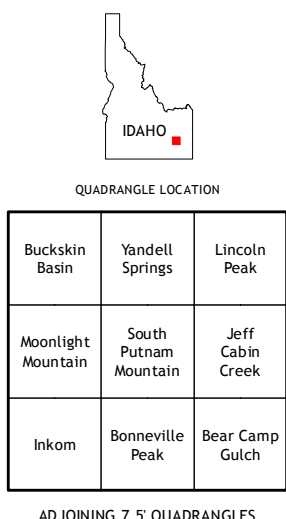 IDAHO
QUADRANGLE LOCATION
Buckskin
Basin
Yandell
Springs
Lincoln
Peak
Moonlight
Mountain
South
Putnam
Mountain
Jeff
Cabin
Creek
Inkom
Bonneville
Peak
Bear Camp
Gulch
ADJOINING 7.5' QUADRANGLES